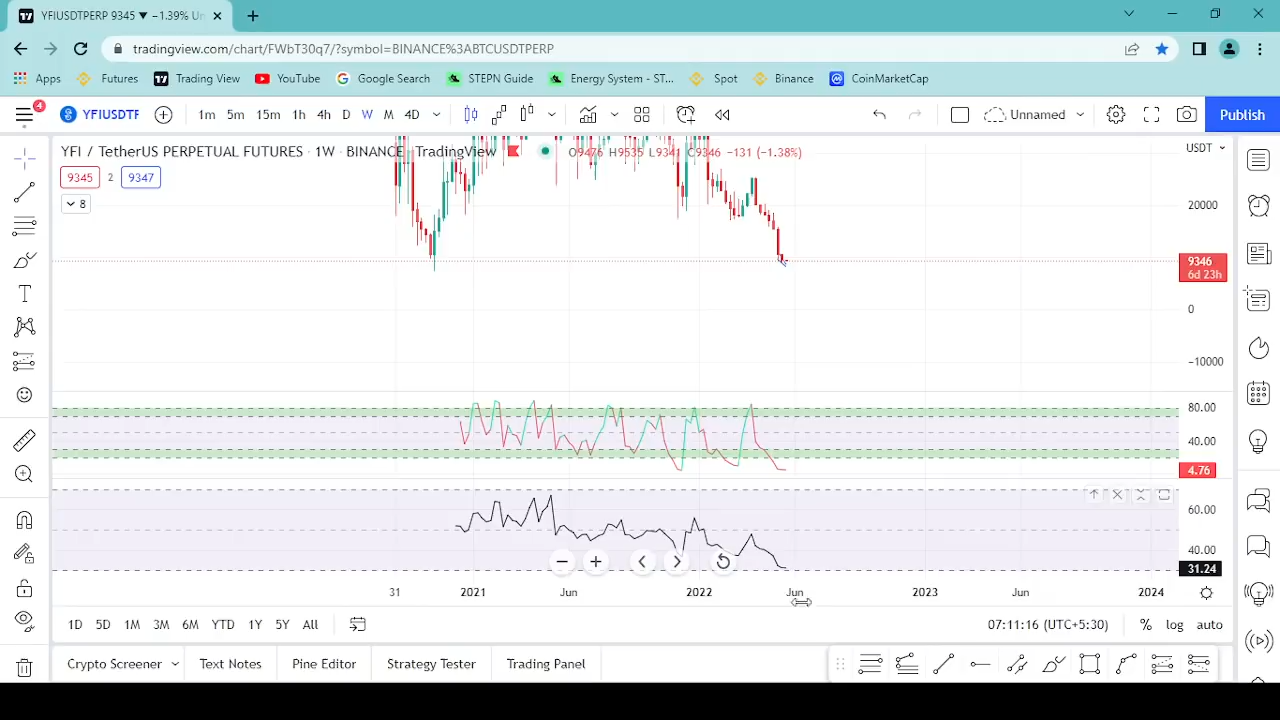 YFIUSDTPERP 9345 ▼ −1.39% Un
tradingview.com/chart/FWbT30q7/?symbol=BINANCE%3ABTCUSDTPERP
Apps Futures Trading View YouTube Google Search STEPN Guide Energy System - ST... Spot Binance CoinMarketCap
4 YFIUSDTF 1m 5m 15m 1h 4h D W M 4D Unnamed Publish
YFI / TetherUS PERPETUAL FUTURES · 1W · BINANCE · TradingView O9476 H9535 L9341 C9346 −131 (−1.38%) USDT
9345 2 9347
8
20000
9346
6d 23h
0
−10000
80.00
40.00
4.76
60.00
40.00
31.24
31 2021 Jun 2022 Jun 2023 Jun 2024
1D 5D 1M 3M 6M YTD 1Y 5Y All 07:11:16 (UTC+5:30) % log auto
Crypto Screener Text Notes Pine Editor Strategy Tester Trading Panel